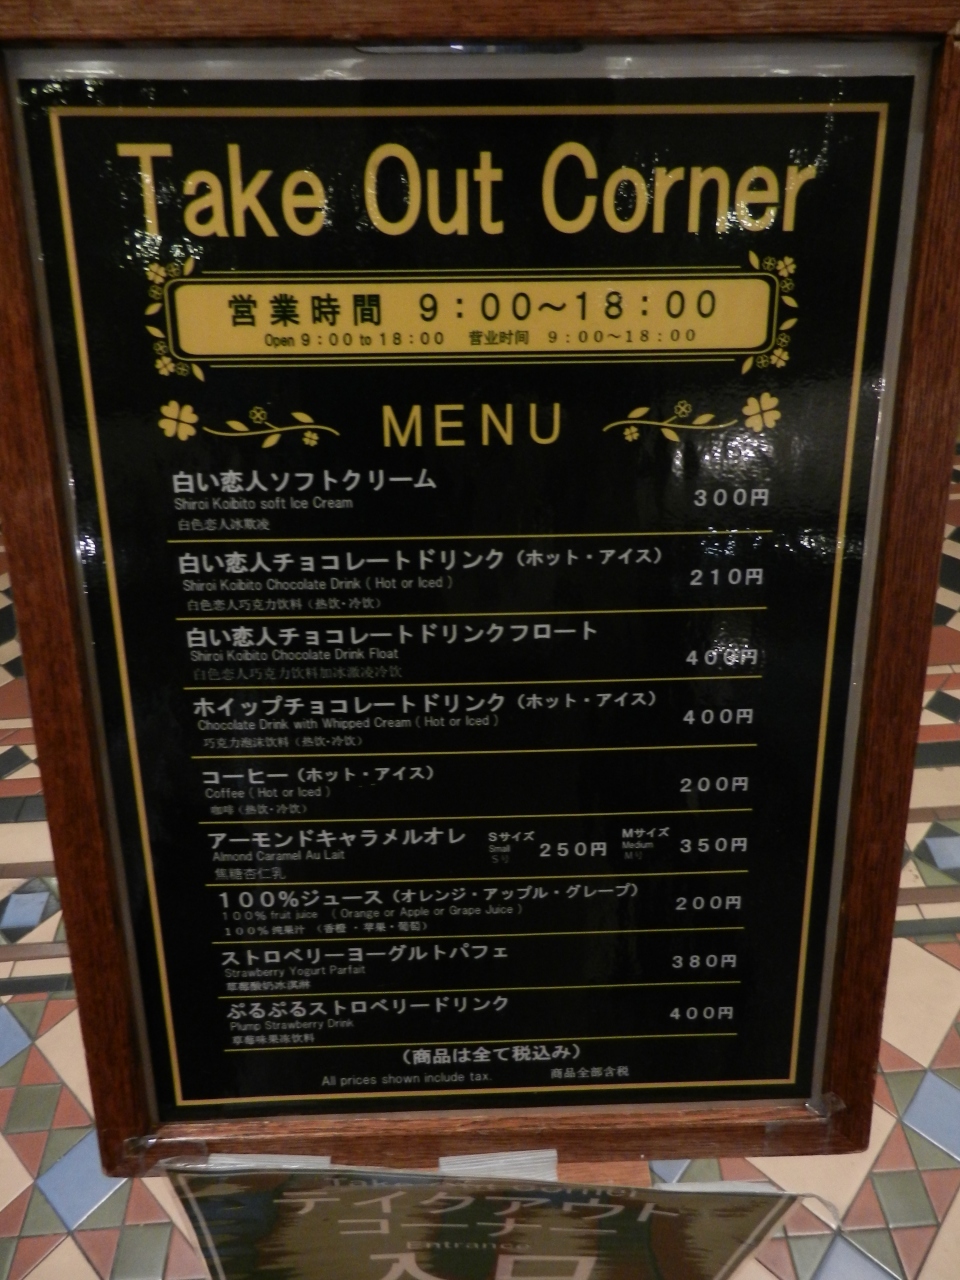 Take Out Corner
営業時間 9：00～18：00
Open 9：00 to 18：00 营业时间 9：00～18：00
MENU
白い恋人ソフトクリーム
Shiroi Koibito soft Ice Cream
300円
白色恋人冰欺凌
白い恋人チョコレートドリンク（ホット・アイス）
Shiroi Koibito Chocolate Drink ( Hot or Iced )
210円
白色恋人巧克力饮料（热饮・冷饮）
白い恋人チョコレートドリンクフロート
Shiroi Koibito Chocolate Drink Float
400円
白色恋人巧克力饮料加冰激凌冷饮
ホイップチョコレートドリンク（ホット・アイス）
Chocolate Drink with Whipped Cream ( Hot or Iced )
400円
巧克力泡沫饮料（热饮・冷饮）
コーヒー（ホット・アイス）
Coffee ( Hot or Iced )
200円
咖啡（热饮・冷饮）
アーモンドキャラメルオレ Sサイズ 250円 Mサイズ 350円
Almond Caramel Au Lait Small Medium
焦糖杏仁乳 S号 M号
100％ジュース（オレンジ・アップル・グレープ）
100％ fruit juice ( Orange or Apple or Grape Juice )
200円
100％纯果汁（香橙・苹果・葡萄）
ストロベリーヨーグルトパフェ
Strawberry Yogurt Parfait
380円
草莓酸奶冰淇淋
ぷるぷるストロベリードリンク
Plump Strawberry Drink
400円
草莓味果冻饮料
（商品は全て税込み）
All prices shown include tax. 商品全部含税
Take Out Corner
テイクアウト
コーナー
Entrance
入口